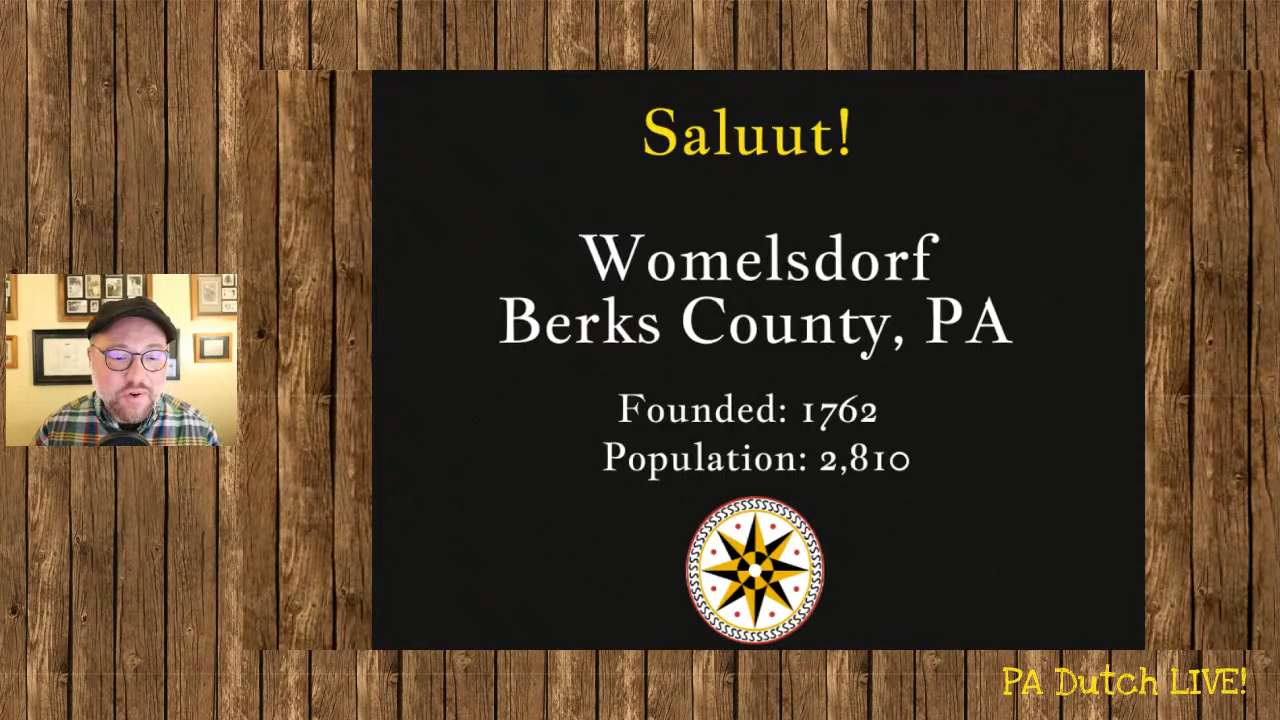 Saluut!
Womelsdorf
Berks County, PA
Founded: 1762
Population: 2,810
PA Dutch LIVE!